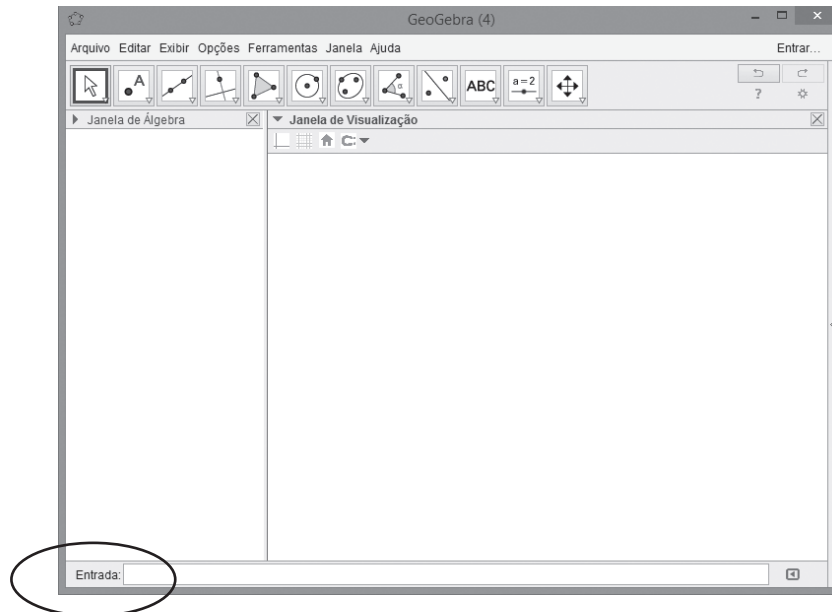 GeoGebra (4)
Arquivo Editar Exibir Opções Ferramentas Janela Ajuda Entrar...
A α ABC a=2 ?
Janela de Álgebra Janela de Visualização
Entrada: